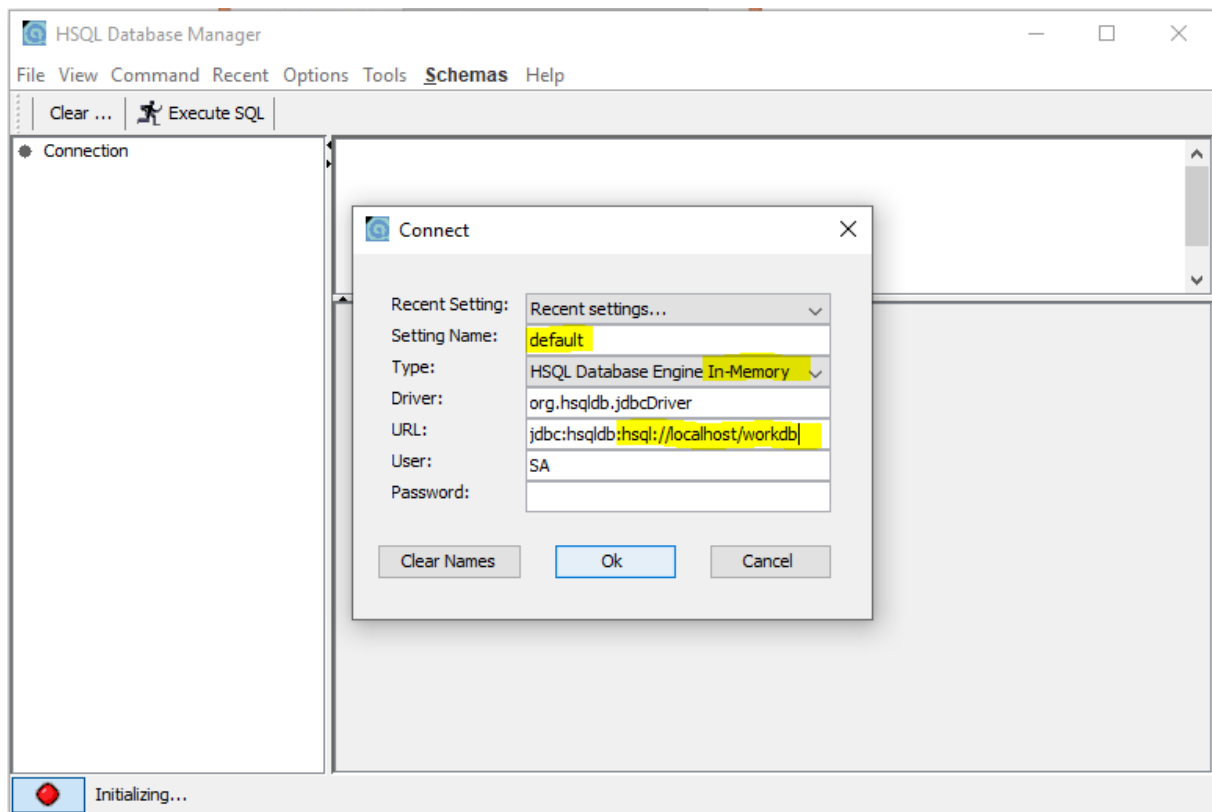 HSQL Database Manager
File View Command Recent Options Tools Schemas Help
Clear ... Execute SQL
Connection
Connect
Recent Setting: Recent settings...
Setting Name: default
Type: HSQL Database Engine In-Memory
Driver: org.hsqldb.jdbcDriver
URL: jdbc:hsqldb:hsql://localhost/workdb
User: SA
Password:
Clear Names Ok Cancel
Initializing...